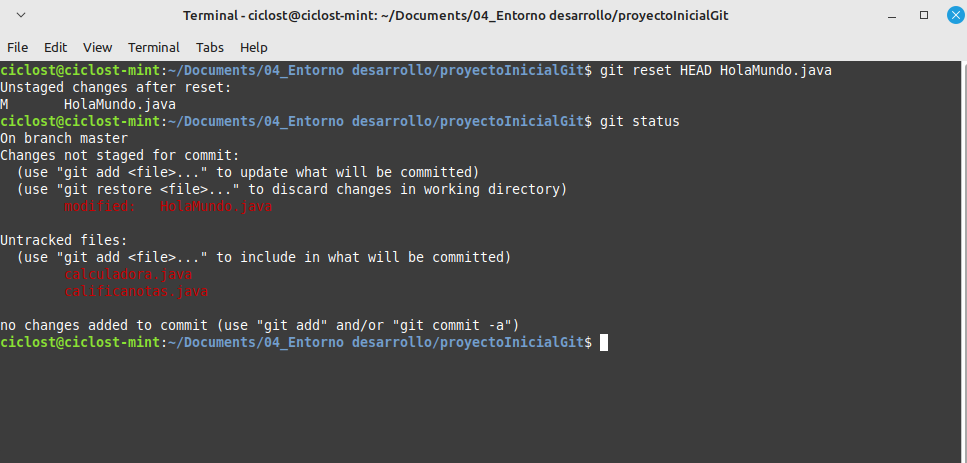 Terminal - ciclost@ciclost-mint: ~/Documents/04_Entorno desarrollo/proyectoInicialGit
File Edit View Terminal Tabs Help
ciclost@ciclost-mint:~/Documents/04_Entorno desarrollo/proyectoInicialGit$ git reset HEAD HolaMundo.java
Unstaged changes after reset:
M       HolaMundo.java
ciclost@ciclost-mint:~/Documents/04_Entorno desarrollo/proyectoInicialGit$ git status
On branch master
Changes not staged for commit:
  (use "git add <file>..." to update what will be committed)
  (use "git restore <file>..." to discard changes in working directory)
        modified:   HolaMundo.java
Untracked files:
  (use "git add <file>..." to include in what will be committed)
        calculadora.java
        calificanotas.java
no changes added to commit (use "git add" and/or "git commit -a")
ciclost@ciclost-mint:~/Documents/04_Entorno desarrollo/proyectoInicialGit$